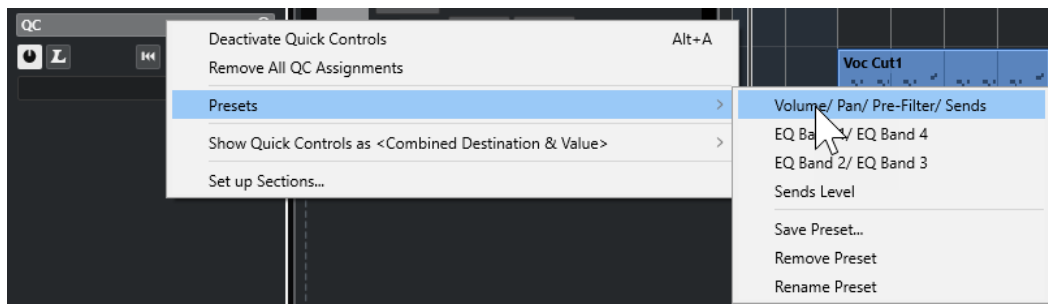 QC
L
Deactivate Quick Controls Alt+A
Remove All QC Assignments
Presets
Show Quick Controls as <Combined Destination & Value>
Set up Sections...
Voc Cut1
Volume/ Pan/ Pre-Filter/ Sends
EQ / EQ Band 4
EQ Band 2/ EQ Band 3
Sends Level
Save Preset...
Remove Preset
Rename Preset